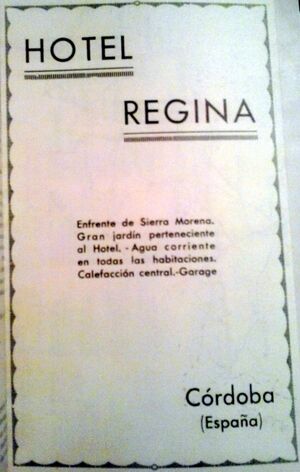 HOTEL
REGINA
Enfrente de Sierra Morena.
Gran jardín perteneciente
al Hotel. - Agua corriente
en todas las habitaciones.
Calefacción central.-Garage
Córdoba
(España)